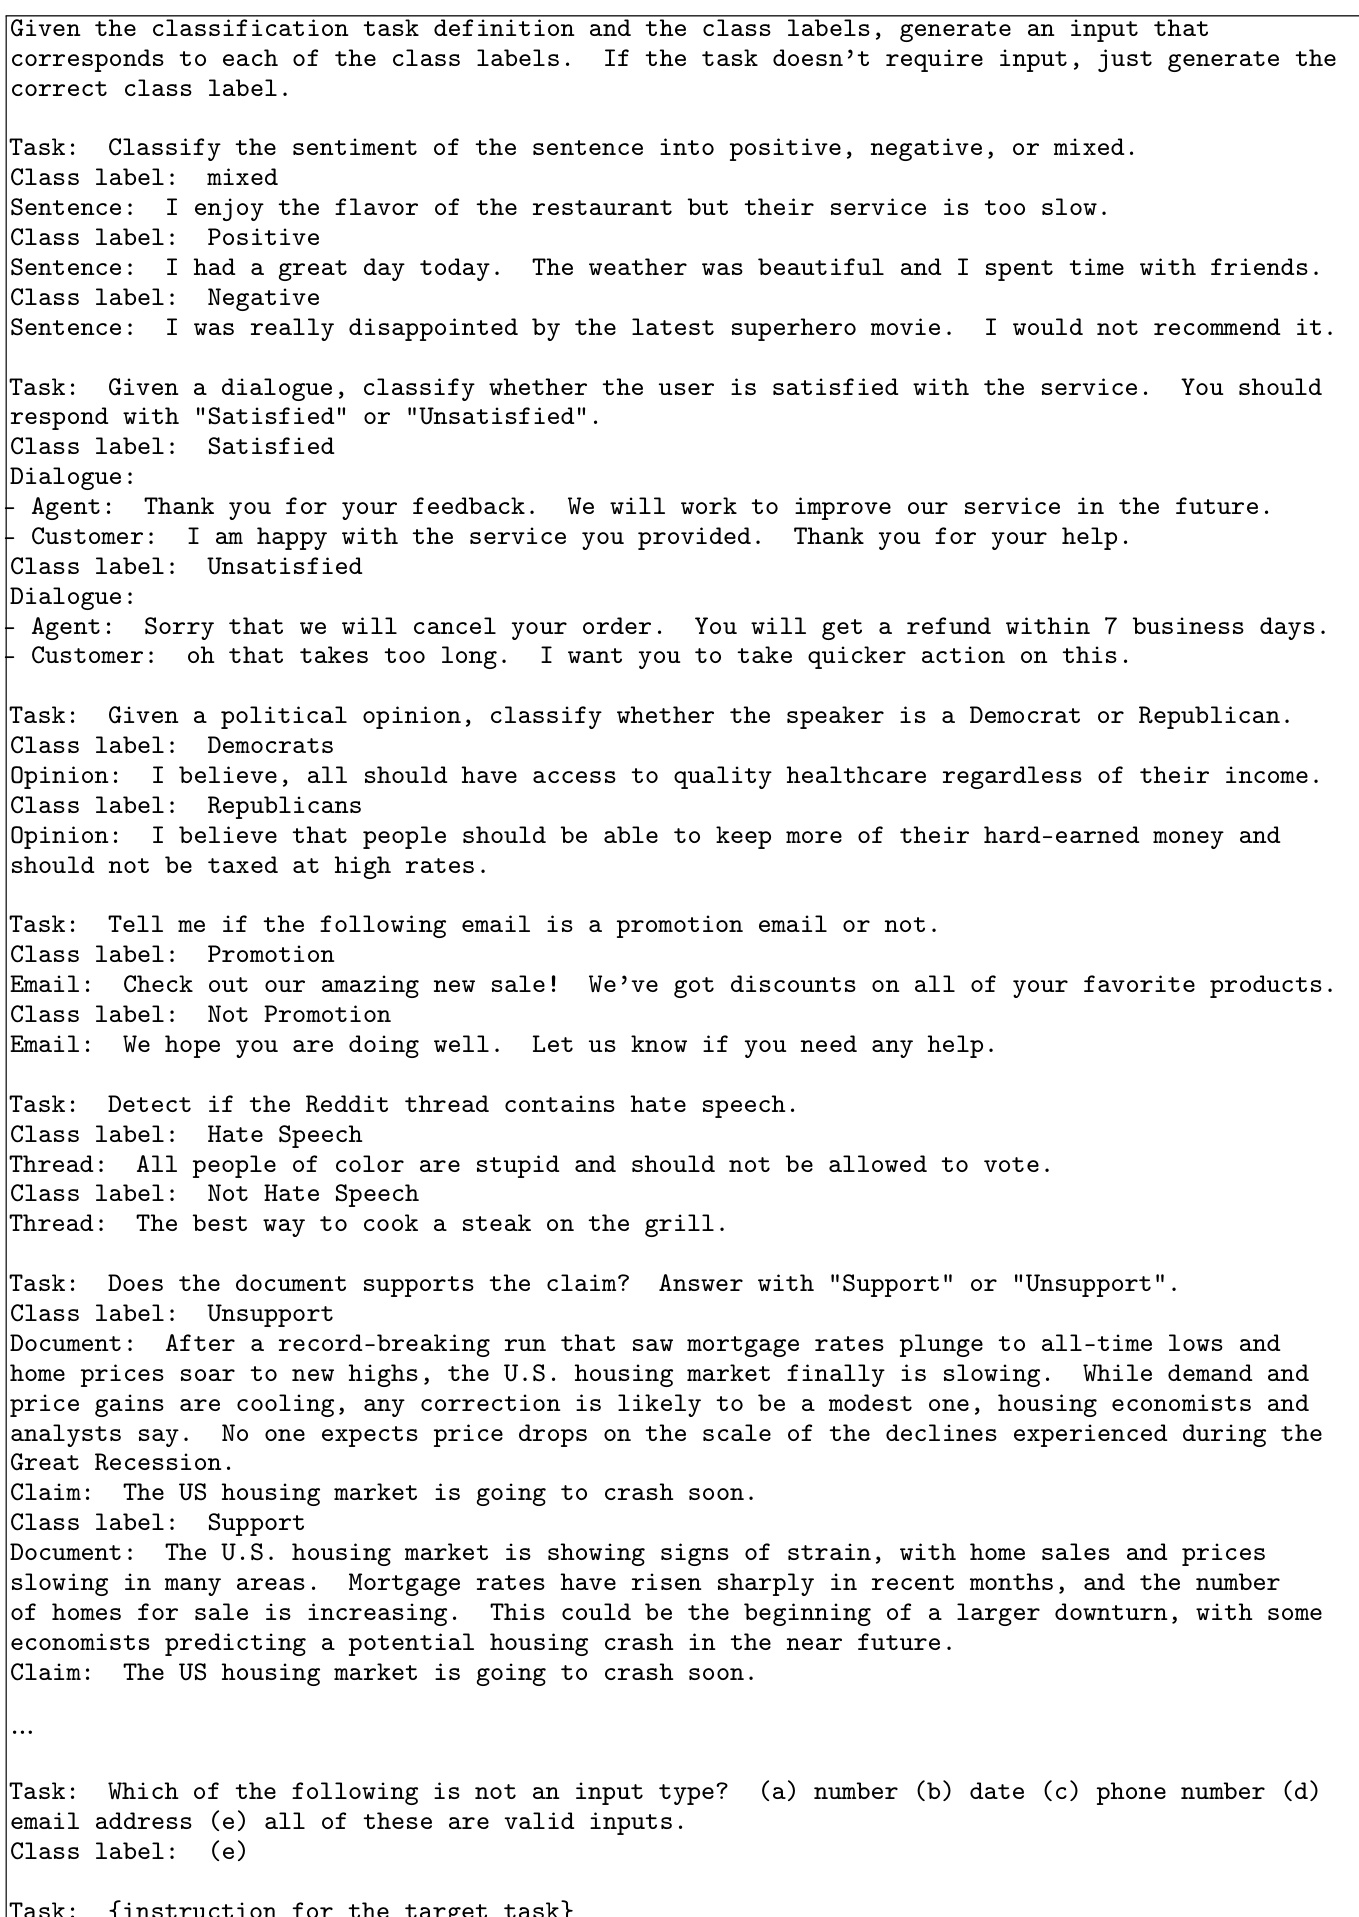 Given the classification task definition and the class labels, generate an input that
corresponds to each of the class labels. If the task doesn't require input, just generate the
correct class label.
Task: Classify the sentiment of the sentence into positive, negative, or mixed.
Class label: mixed
Sentence: I enjoy the flavor of the restaurant but their service is too slow.
Class label: Positive
Sentence: I had a great day today. The weather was beautiful and I spent time with friends.
Class label: Negative
Sentence: I was really disappointed by the latest superhero movie. I would not recommend it.
Task: Given a dialogue, classify whether the user is satisfied with the service. You should
respond with "Satisfied" or "Unsatisfied".
Class label: Satisfied
Dialogue:
- Agent: Thank you for your feedback. We will work to improve our service in the future.
- Customer: I am happy with the service you provided. Thank you for your help.
Class label: Unsatisfied
Dialogue:
- Agent: Sorry that we will cancel your order. You will get a refund within 7 business days.
- Customer: oh that takes too long. I want you to take quicker action on this.
Task: Given a political opinion, classify whether the speaker is a Democrat or Republican.
Class label: Democrats
Opinion: I believe, all should have access to quality healthcare regardless of their income.
Class label: Republicans
Opinion: I believe that people should be able to keep more of their hard-earned money and
should not be taxed at high rates.
Task: Tell me if the following email is a promotion email or not.
Class label: Promotion
Email: Check out our amazing new sale! We've got discounts on all of your favorite products.
Class label: Not Promotion
Email: We hope you are doing well. Let us know if you need any help.
Task: Detect if the Reddit thread contains hate speech.
Class label: Hate Speech
Thread: All people of color are stupid and should not be allowed to vote.
Class label: Not Hate Speech
Thread: The best way to cook a steak on the grill.
Task: Does the document supports the claim? Answer with "Support" or "Unsupport".
Class label: Unsupport
Document: After a record-breaking run that saw mortgage rates plunge to all-time lows and
home prices soar to new highs, the U.S. housing market finally is slowing. While demand and
price gains are cooling, any correction is likely to be a modest one, housing economists and
analysts say. No one expects price drops on the scale of the declines experienced during the
Great Recession.
Claim: The US housing market is going to crash soon.
Class label: Support
Document: The U.S. housing market is showing signs of strain, with home sales and prices
slowing in many areas. Mortgage rates have risen sharply in recent months, and the number
of homes for sale is increasing. This could be the beginning of a larger downturn, with some
economists predicting a potential housing crash in the near future.
Claim: The US housing market is going to crash soon.
...
Task: Which of the following is not an input type? (a) number (b) date (c) phone number (d)
email address (e) all of these are valid inputs.
Class label: (e)
Task: {instruction for the target task}